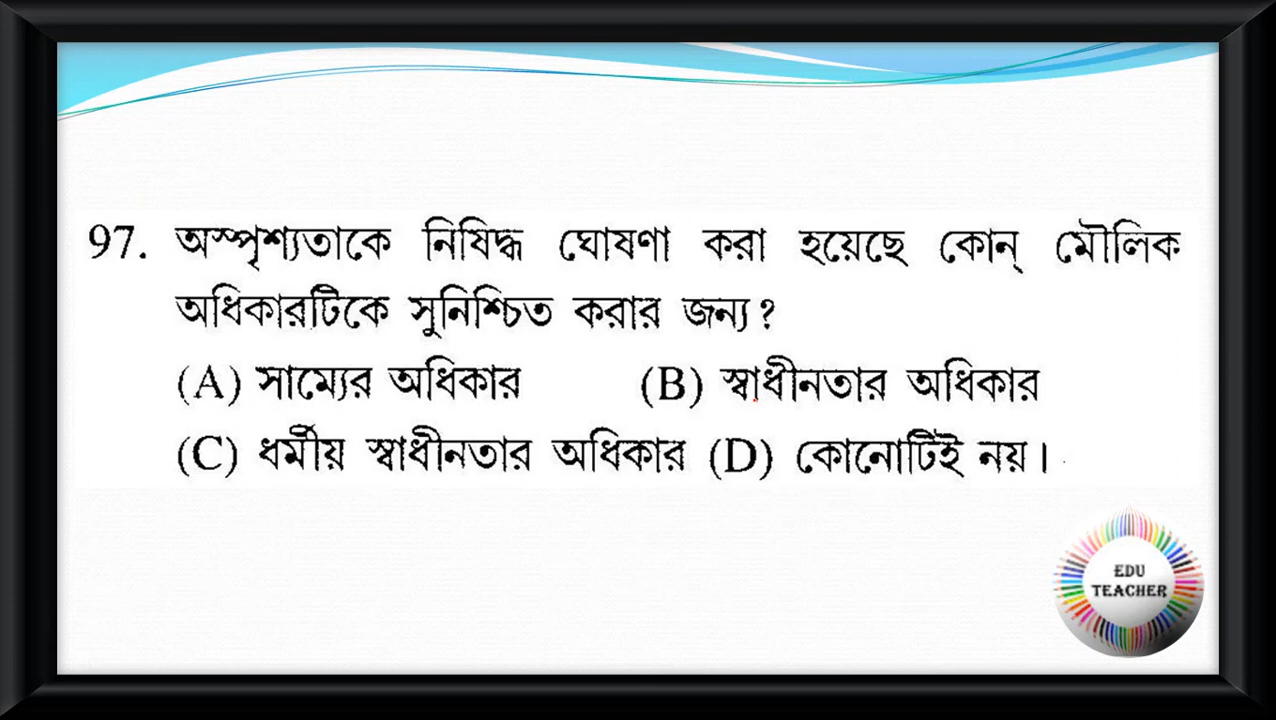 97. অস্পৃশ্যতাকে নিষিদ্ধ ঘোষণা করা হয়েছে কোন্ মৌলিক
অধিকারটিকে সুনিশ্চিত করার জন্য?
(A) সাম্যের অধিকার (B) স্বাধীনতার অধিকার
(C) ধর্মীয় স্বাধীনতার অধিকার (D) কোনোটিই নয়।
EDU
TEACHER